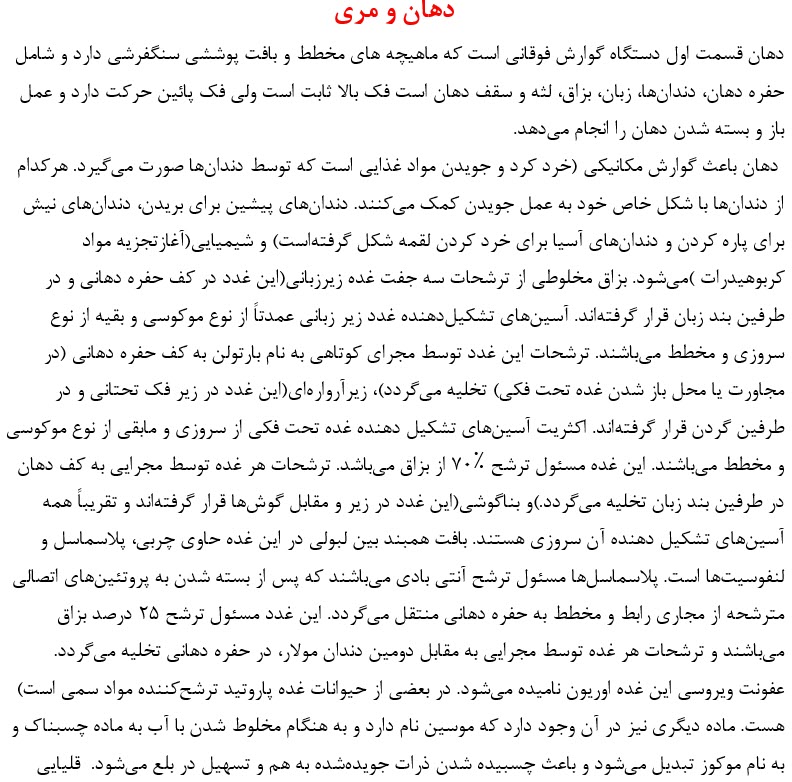 دهان و مری
دهان قسمت اول دستگاه گوارش فوقانی است که ماهیچه های مخطط و بافت پوششی سنگفرشی دارد و شامل
حفره دهان، دندان‌ها، زبان، بزاق، لثه و سقف دهان است فک بالا ثابت است ولی فک پائین حرکت دارد و عمل
باز و بسته شدن دهان را انجام می‌دهد.
دهان باعث گوارش مکانیکی (خرد کرد و جویدن مواد غذایی است که توسط دندان‌ها صورت می‌گیرد. هرکدام
از دندان‌ها با شکل خاص خود به عمل جویدن کمک می‌کنند. دندان‌های پیشین برای بریدن، دندان‌های نیش
برای پاره کردن و دندان‌های آسیا برای خرد کردن لقمه شکل گرفته‌است) و شیمیایی(آغازتجزیه مواد
کربوهیدرات )می‌شود. بزاق مخلوطی از ترشحات سه جفت غده زیرزبانی(این غدد در کف حفره دهانی و در
طرفین بند زبان قرار گرفته‌اند. آسین‌های تشکیل‌دهنده غدد زیر زبانی عمدتاً از نوع موکوسی و بقیه از نوع
سروزی و مخطط می‌باشند. ترشحات این غدد توسط مجرای کوتاهی به نام بارتولن به کف حفره دهانی (در
مجاورت یا محل باز شدن غده تحت فکی) تخلیه می‌گردد)، زیرآرواره‌ای(این غدد در زیر فک تحتانی و در
طرفین گردن قرار گرفته‌اند. اکثریت آسین‌های تشکیل دهنده غده تحت فکی از سروزی و مابقی از نوع موکوسی
و مخطط می‌باشند. این غده مسئول ترشح ۷۰٪ از بزاق می‌باشد. ترشحات هر غده توسط مجرایی به کف دهان
در طرفین بند زبان تخلیه می‌گردد.)و بناگوشی(این غدد در زیر و مقابل گوش‌ها قرار گرفته‌اند و تقریباً همه
آسین‌های تشکیل دهنده آن سروزی هستند. بافت همبند بین لبولی در این غده حاوی چربی، پلاسماسل و
لنفوسیت‌ها است. پلاسماسل‌ها مسئول ترشح آنتی بادی می‌باشند که پس از بسته شدن به پروتئین‌های اتصالی
مترشحه از مجاری رابط و مخطط به حفره دهانی منتقل می‌گردد. این غدد مسئول ترشح ۲۵ درصد بزاق
می‌باشند و ترشحات هر غده توسط مجرایی به مقابل دومین دندان مولار، در حفره دهانی تخلیه می‌گردد.
عفونت ویروسی این غده اوریون نامیده می‌شود. در بعضی از حیوانات غده پاروتید ترشح‌کننده مواد سمی است)
هست. ماده دیگری نیز در آن وجود دارد که موسین نام دارد و به هنگام مخلوط شدن با آب به ماده چسبناک و
به نام موکوز تبدیل می‌شود و باعث چسبیده شدن ذرات جویده‌شده به هم و تسهیل در بلع می‌شود. قلیایی